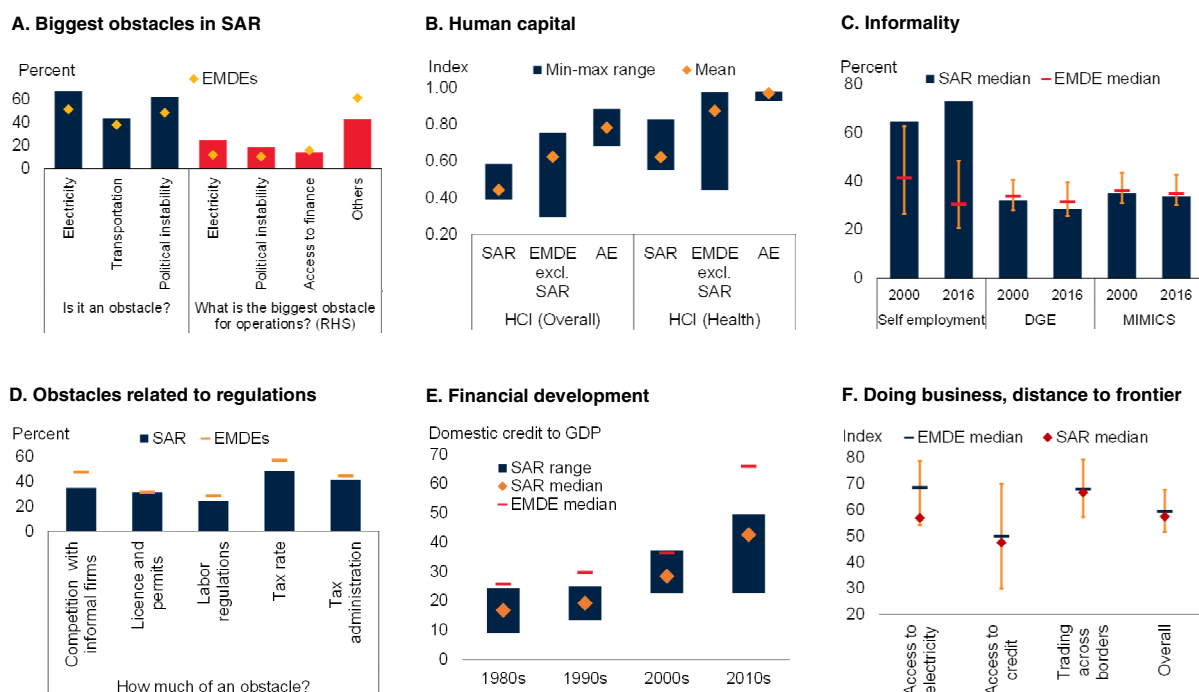 A. Biggest obstacles in SAR
Percent
EMDEs
60
40
20
0
Electricity
Transportation
Political instability
Electricity
Political instability
Access to finance
Others
Is it an obstacle?
What is the biggest obstacle
for operations? (RHS)
B. Human capital
Index
Min-max range
Mean
1.00
0.80
0.60
0.40
0.20
SAR
EMDE
excl.
SAR
AE
SAR
EMDE
excl.
SAR
AE
HCI (Overall)
HCI (Health)
C. Informality
Percent
SAR median
EMDE median
80
60
40
20
0
2000
2016
2000
2016
2000
2016
Self employment
DGE
MIMICS
D. Obstacles related to regulations
Percent
SAR
EMDEs
60
40
20
0
Competition with
informal firms
Licence and
permits
Labor
regulations
Tax rate
Tax
administration
How much of an obstacle?
E. Financial development
Domestic credit to GDP
70
60
50
40
30
20
10
0
SAR range
SAR median
EMDE median
1980s
1990s
2000s
2010s
F. Doing business, distance to frontier
Index
EMDE median
SAR median
80
70
60
50
40
30
20
Access to
electricity
Access to
credit
Trading
across
borders
Overall